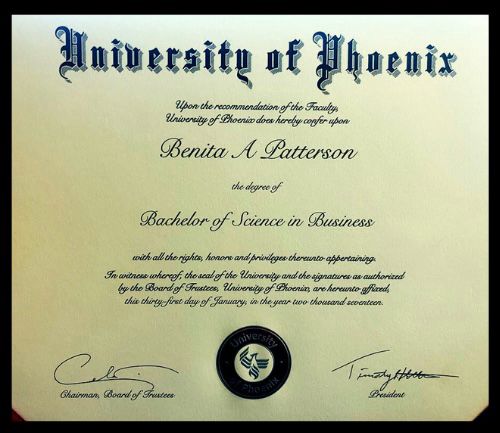 University of Phoenix
Upon the recommendation of the Faculty,
University of Phoenix does hereby confer upon
Benita A Patterson
the degree of
Bachelor of Science in Business
with all the rights, honors and privileges thereunto appertaining.
In witness whereof, the seal of the University and the signatures as authorized
by the Board of Trustees, University of Phoenix, are hereunto affixed,
this thirty-first day of January, in the year two thousand seventeen.
University
of Phoenix
Timothy
Chairman, Board of Trustees
President